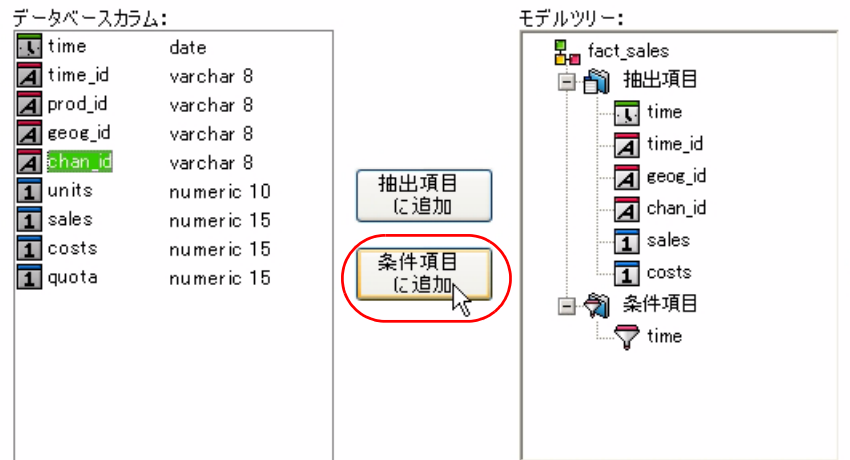 データベースカラム:
time date
time_id varchar 8
prod_id varchar 8
geog_id varchar 8
chan_id varchar 8
units numeric 10
sales numeric 15
costs numeric 15
quota numeric 15
抽出項目
に追加
条件項目
に追加
モデルツリー:
fact_sales
抽出項目
time
time_id
geog_id
chan_id
sales
costs
条件項目
time